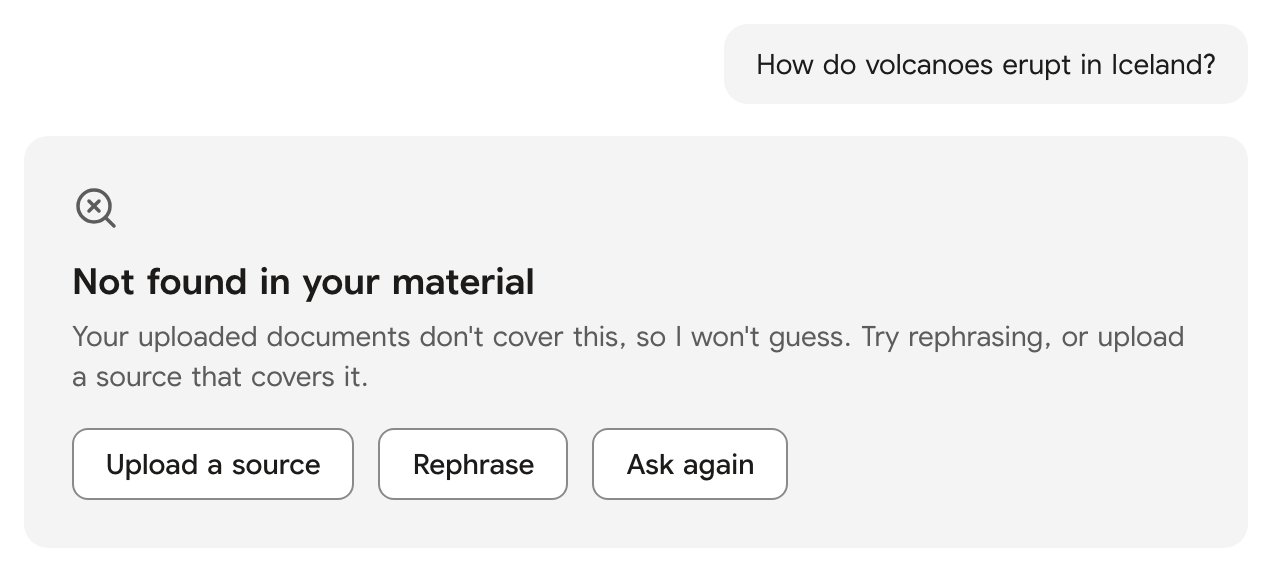 How do volcanoes erupt in Iceland?
Not found in your material
Your uploaded documents don't cover this, so I won't guess. Try rephrasing, or upload
a source that covers it.
Upload a source
Rephrase
Ask again